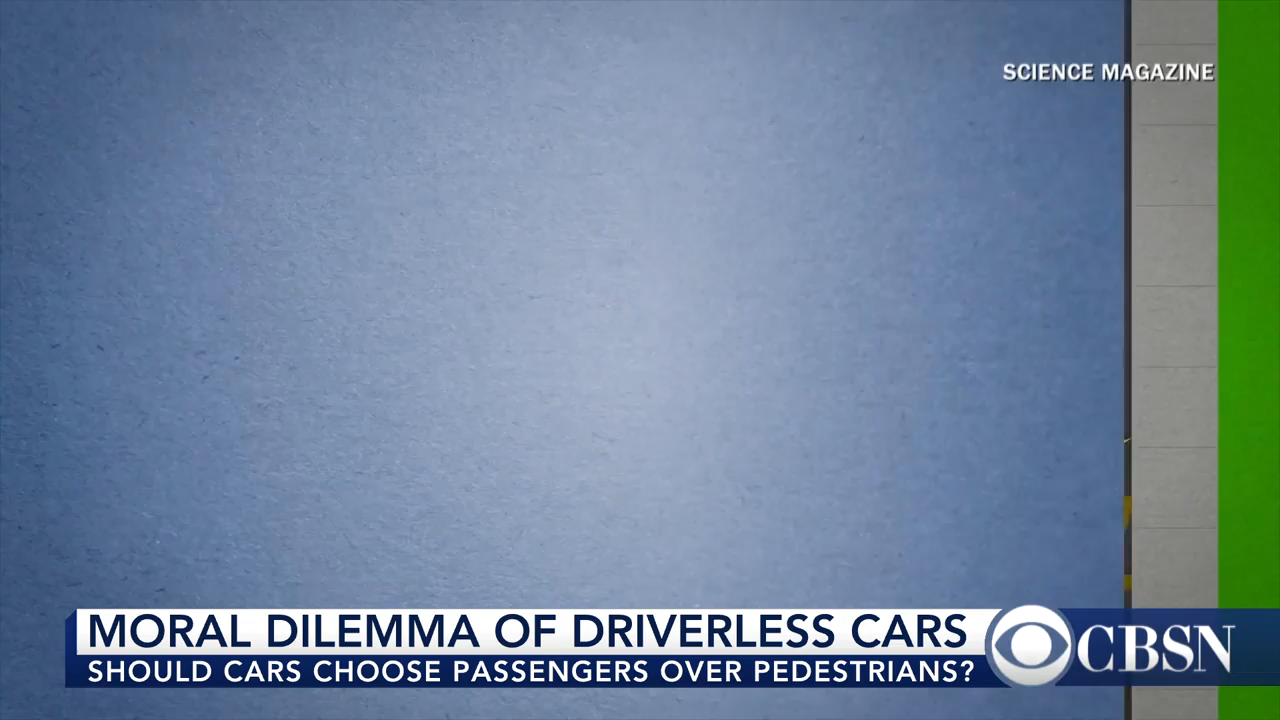 SCIENCE MAGAZINE
MORAL DILEMMA OF DRIVERLESS CARS
SHOULD CARS CHOOSE PASSENGERS OVER PEDESTRIANS?
CBSN